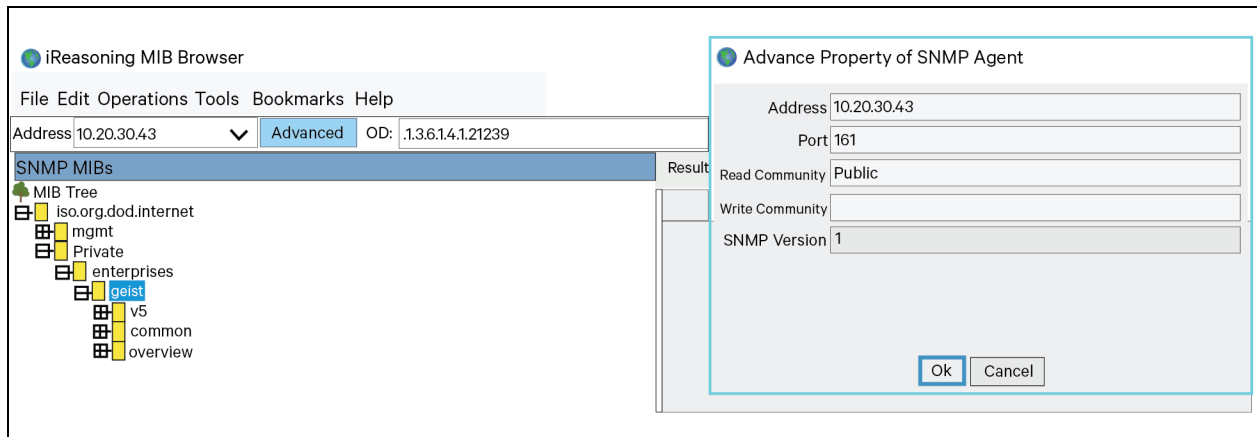 iReasoning MIB Browser
File Edit Operations Tools Bookmarks Help
Address 10.20.30.43 Advanced OD: .1.3.6.1.4.1.21239
SNMP MIBs
Result
MIB Tree
iso.org.dod.internet
mgmt
Private
enterprises
geist
v5
common
overview
Advance Property of SNMP Agent
Address 10.20.30.43
Port 161
Read Community Public
Write Community
SNMP Version 1
Ok Cancel